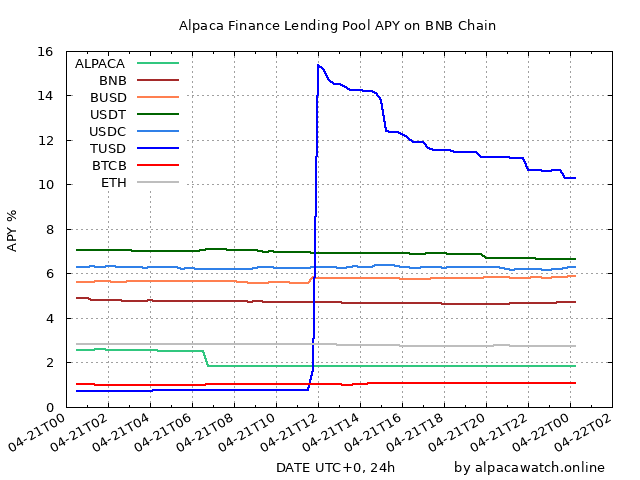 Alpaca Finance Lending Pool APY on BNB Chain
16
14
12
10
8
6
4
2
0
APY %
ALPACA
BNB
BUSD
USDT
USDC
TUSD
BTCB
ETH
04-21T00
04-21T02
04-21T04
04-21T06
04-21T08
04-21T10
04-21T12
04-21T14
04-21T16
04-21T18
04-21T20
04-21T22
04-22T00
04-22T02
DATE UTC+0, 24h
by alpacawatch.online